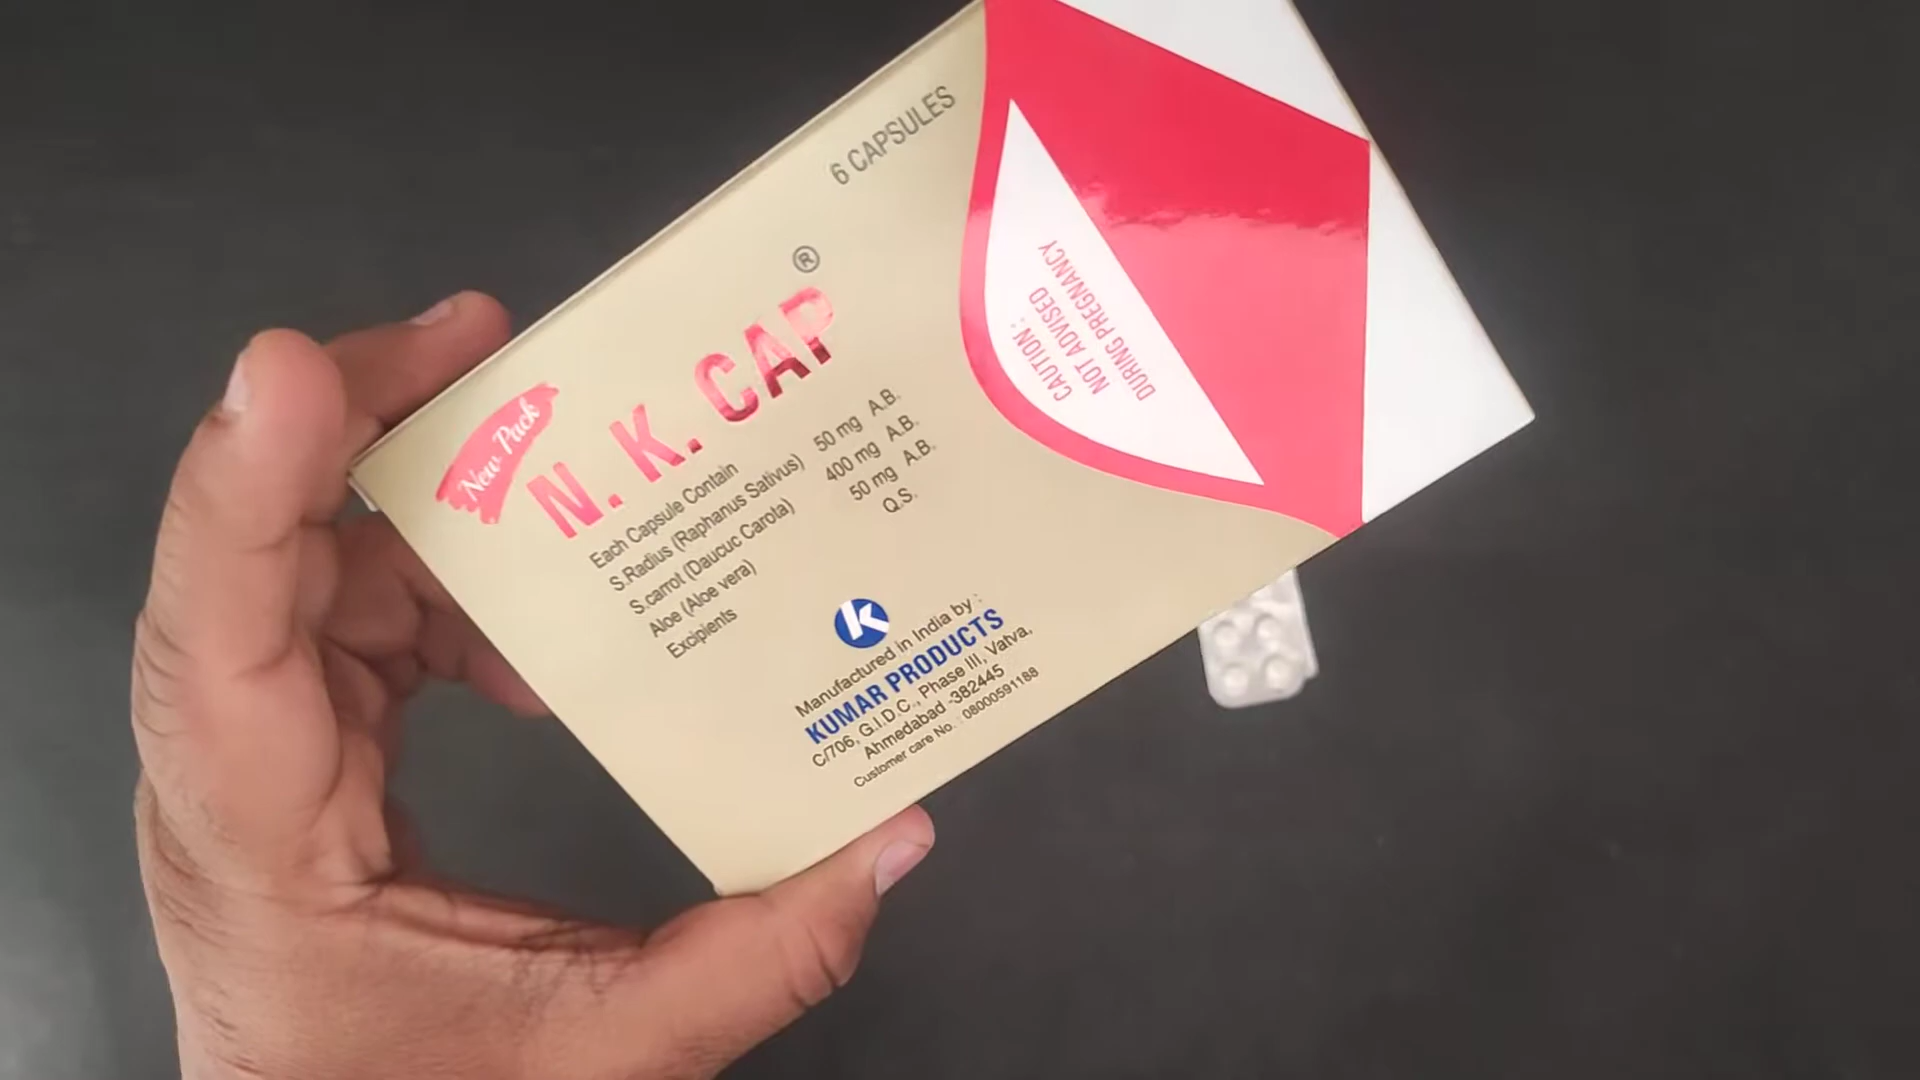 6 CAPSULES
New Pack
N. K. CAP ®
Each Capsule Contain
S.Radius (Raphanus Sativus) 50 mg A.B.
S.carrot (Daucuc Carota) 400 mg A.B.
Aloe (Aloe vera) 50 mg A.B.
Excipients Q.S.
k
Manufactured in India by :
KUMAR PRODUCTS
C/706, G.I.D.C., Phase III, Vatva,
Ahmedabad -382445
Customer care No. : 08000591188
CAUTION :
NOT ADVISED
DURING PREGNANCY